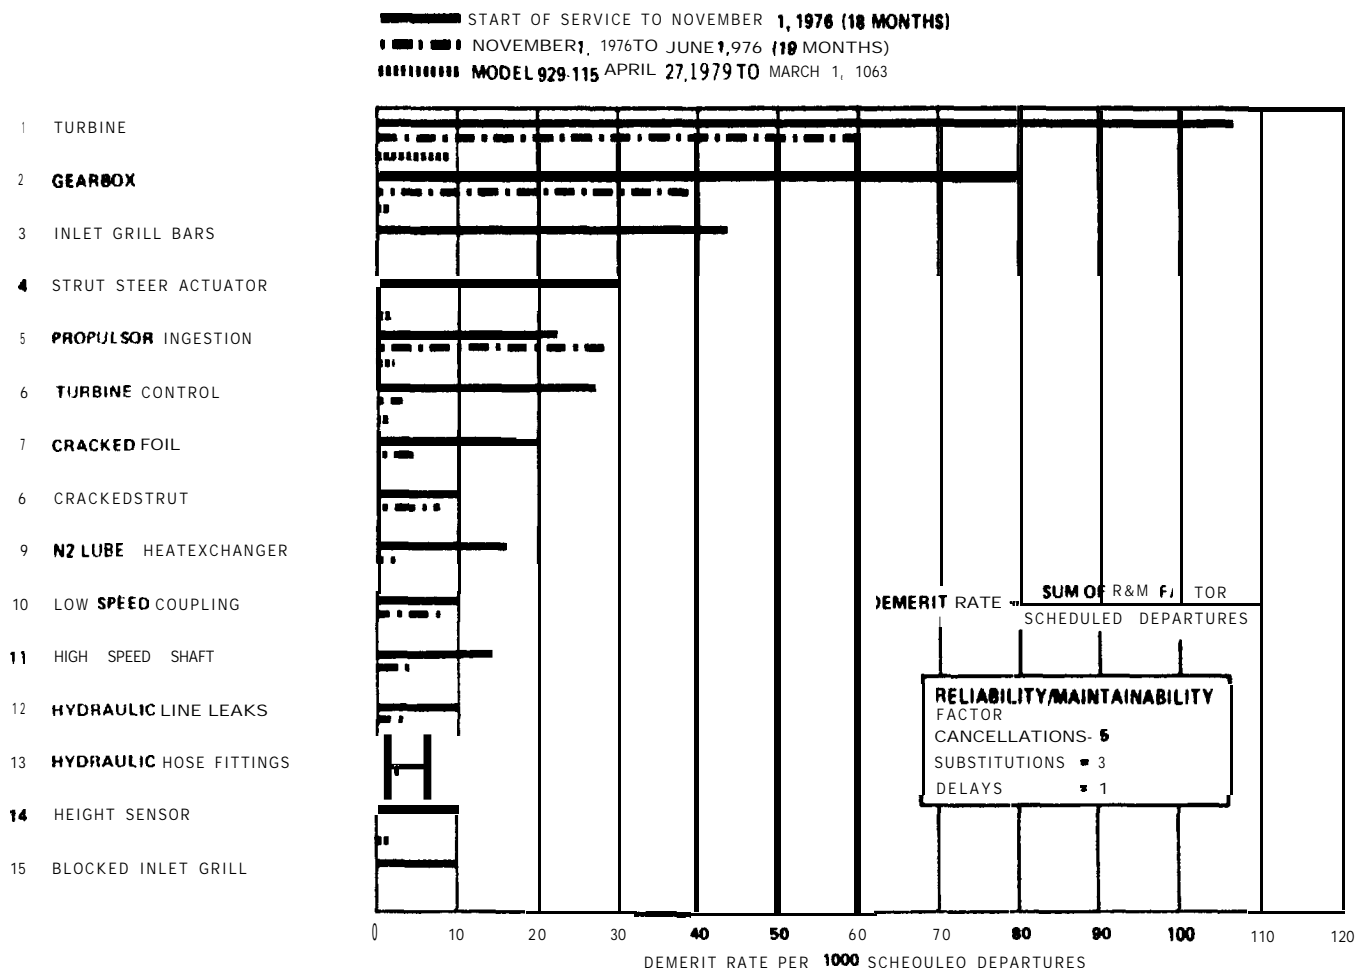 START OF SERVICE TO NOVEMBER 1, 1976 (18 MONTHS)
NOVEMBER 1, 1976 TO JUNE 1, 976 (19 MONTHS)
MODEL 929-115 APRIL 27, 1979 TO MARCH 1, 1063
1 TURBINE
2 GEARBOX
3 INLET GRILL BARS
4 STRUT STEER ACTUATOR
5 PROPULSOR INGESTION
6 TURBINE CONTROL
7 CRACKED FOIL
6 CRACKEDSTRUT
9 N2 LUBE HEATEXCHANGER
10 LOW SPEED COUPLING
11 HIGH SPEED SHAFT
12 HYDRAULIC LINE LEAKS
13 HYDRAULIC HOSE FITTINGS
14 HEIGHT SENSOR
15 BLOCKED INLET GRILL
DEMERIT RATE = SUM OF R&M TOR
SCHEDULED DEPARTURES
RELIABILITY/MAINTAINABILITY
FACTOR
CANCELLATIONS- 5
SUBSTITUTIONS = 3
DELAYS = 1
0 10 20 30 40 50 60 70 80 90 100 110 120
DEMERIT RATE PER 1000 SCHEOULEO DEPARTURES